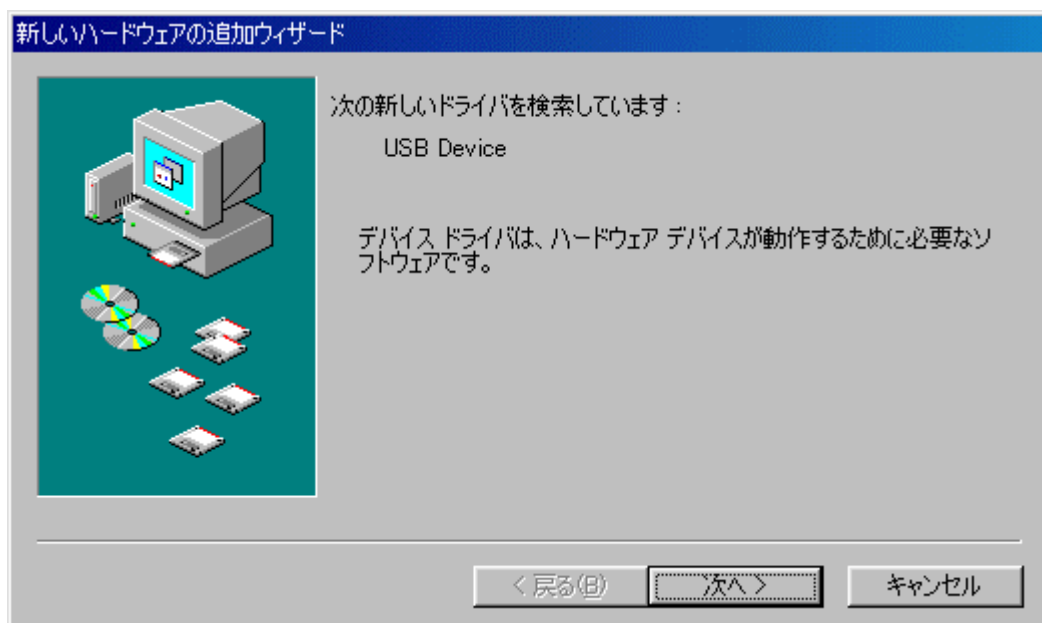 新しいハードウェアの追加ウィザード
次の新しいドライバを検索しています：
USB Device
デバイス ドライバは、ハードウェア デバイスが動作するために必要なソ
フトウェアです。
< 戻る(B)
次へ >
キャンセル